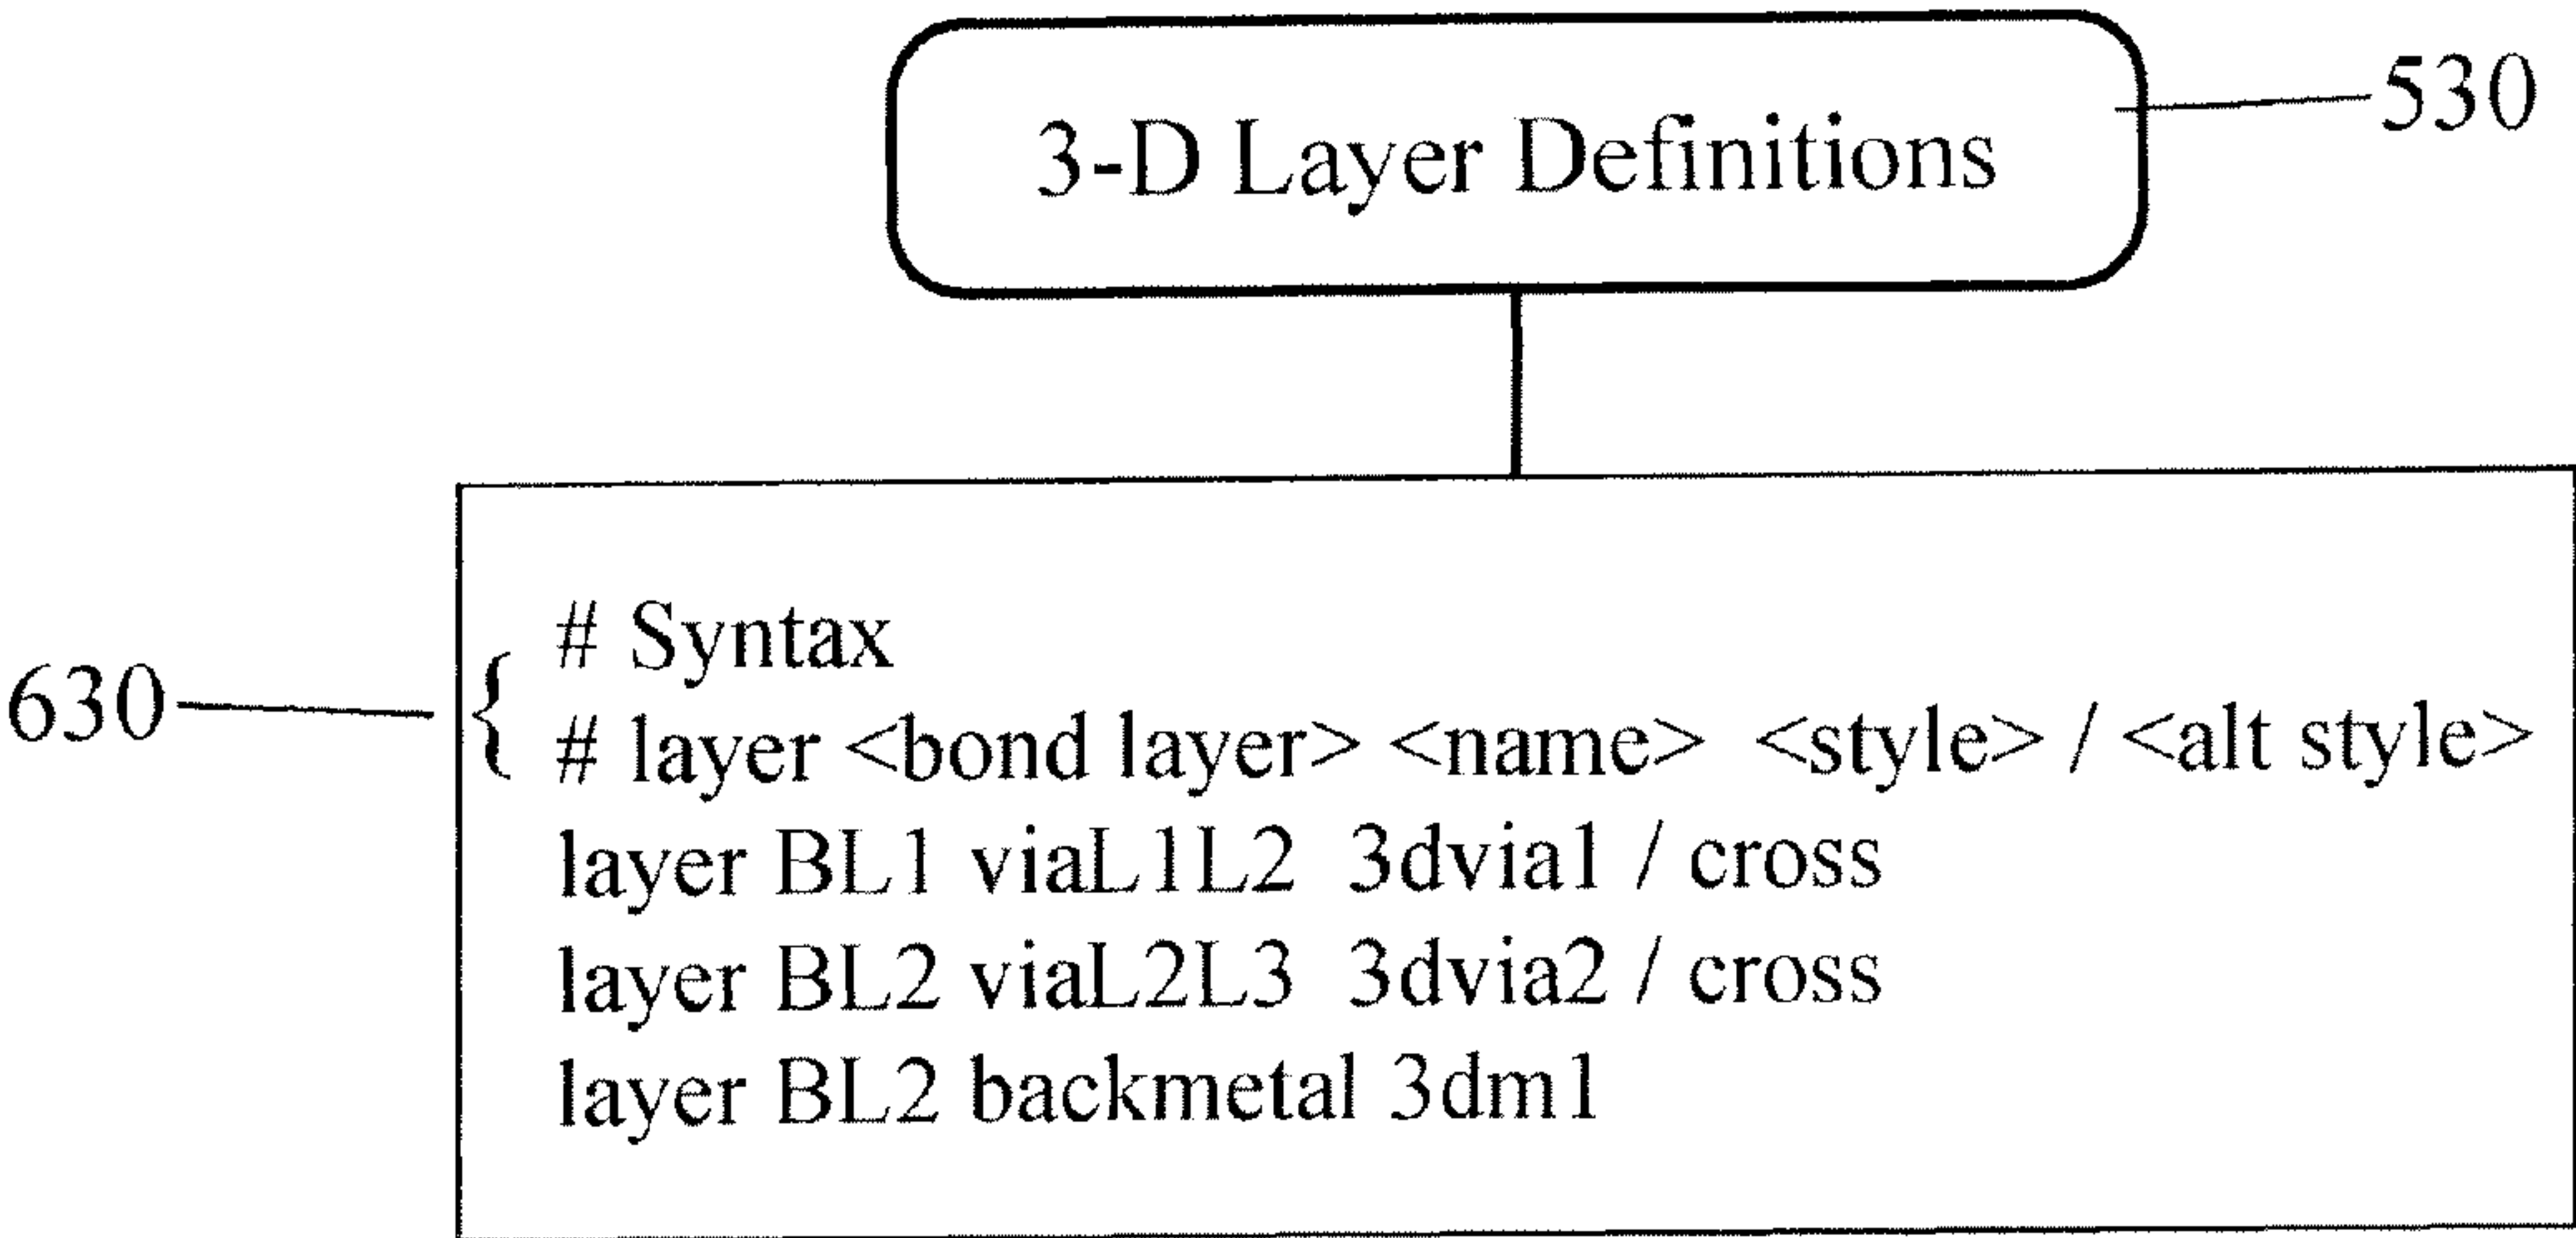 3-D Layer Definitions
530
# Syntax
630
{
# layer <bond layer> <name> <style> / <alt style>
layer BL1 viaL1L2 3dvia1 / cross
layer BL2 viaL2L3 3dvia2 / cross
layer BL2 backmetal 3dm1